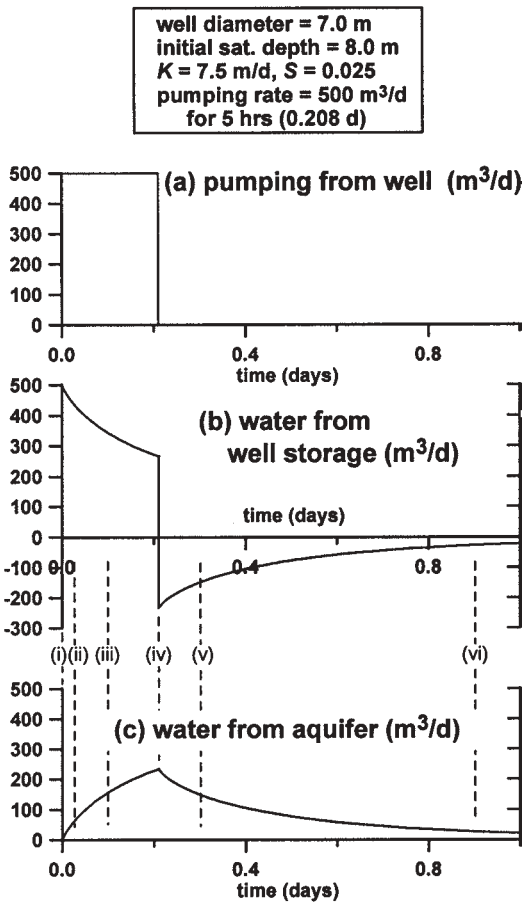 well diameter = 7.0 m
initial sat. depth = 8.0 m
K = 7.5 m/d, S = 0.025
pumping rate = 500 m³/d
for 5 hrs (0.208 d)
500
400
300
200
100
0
(a) pumping from well (m³/d)
0.0 0.4 0.8
time (days)
500
400
300
200
100
0
-100
-200
-300
(b) water from
well storage (m³/d)
time (days)
0.0 0.4 0.8
(i) (ii) (iii) (iv) (v) (vi)
500
400
300
200
100
0
(c) water from aquifer (m³/d)
0.0 0.4 0.8
time (days)